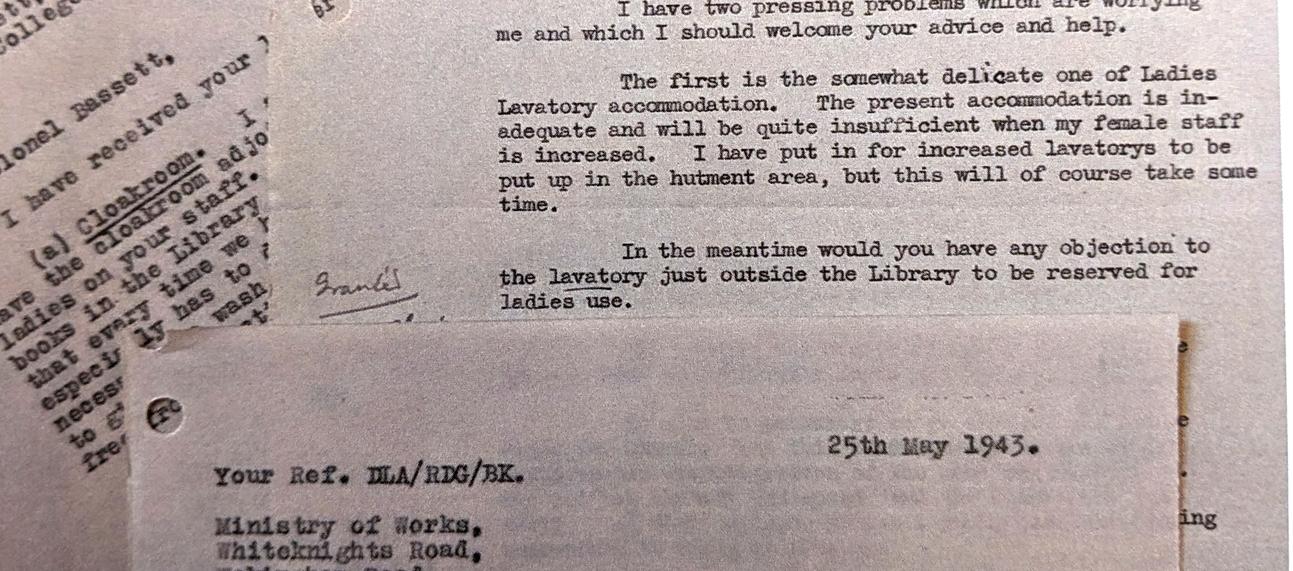 College
lonel Bassett,
I have received your
I
(a) Cloakroom.
the cloakroom adjo
ladies on your staff.
books in the Library
that every time we
ly has to
wash
to
I have two pressing problems which are worrying
me and which I should welcome your advice and help.
The first is the somewhat delicate one of Ladies
Lavatory accommodation. The present accommodation is in-
adequate and will be quite insufficient when my female staff
is increased. I have put in for increased lavatorys to be
put up in the hutment area, but this will of course take some
time.
In the meantime would you have any objection to
the lavatory just outside the Library to be reserved for
ladies use.
e
e
ing
25th May 1943.
Your Ref. DLA/RDG/BK.
Ministry of Works,
Whiteknights Road,